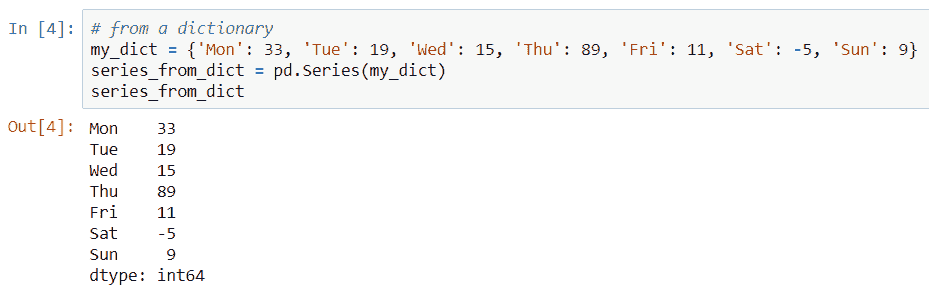 In [4]: # from a dictionary
my_dict = {'Mon': 33, 'Tue': 19, 'Wed': 15, 'Thu': 89, 'Fri': 11, 'Sat': -5, 'Sun': 9}
series_from_dict = pd.Series(my_dict)
series_from_dict
Out[4]: Mon    33
Tue    19
Wed    15
Thu    89
Fri    11
Sat    -5
Sun     9
dtype: int64